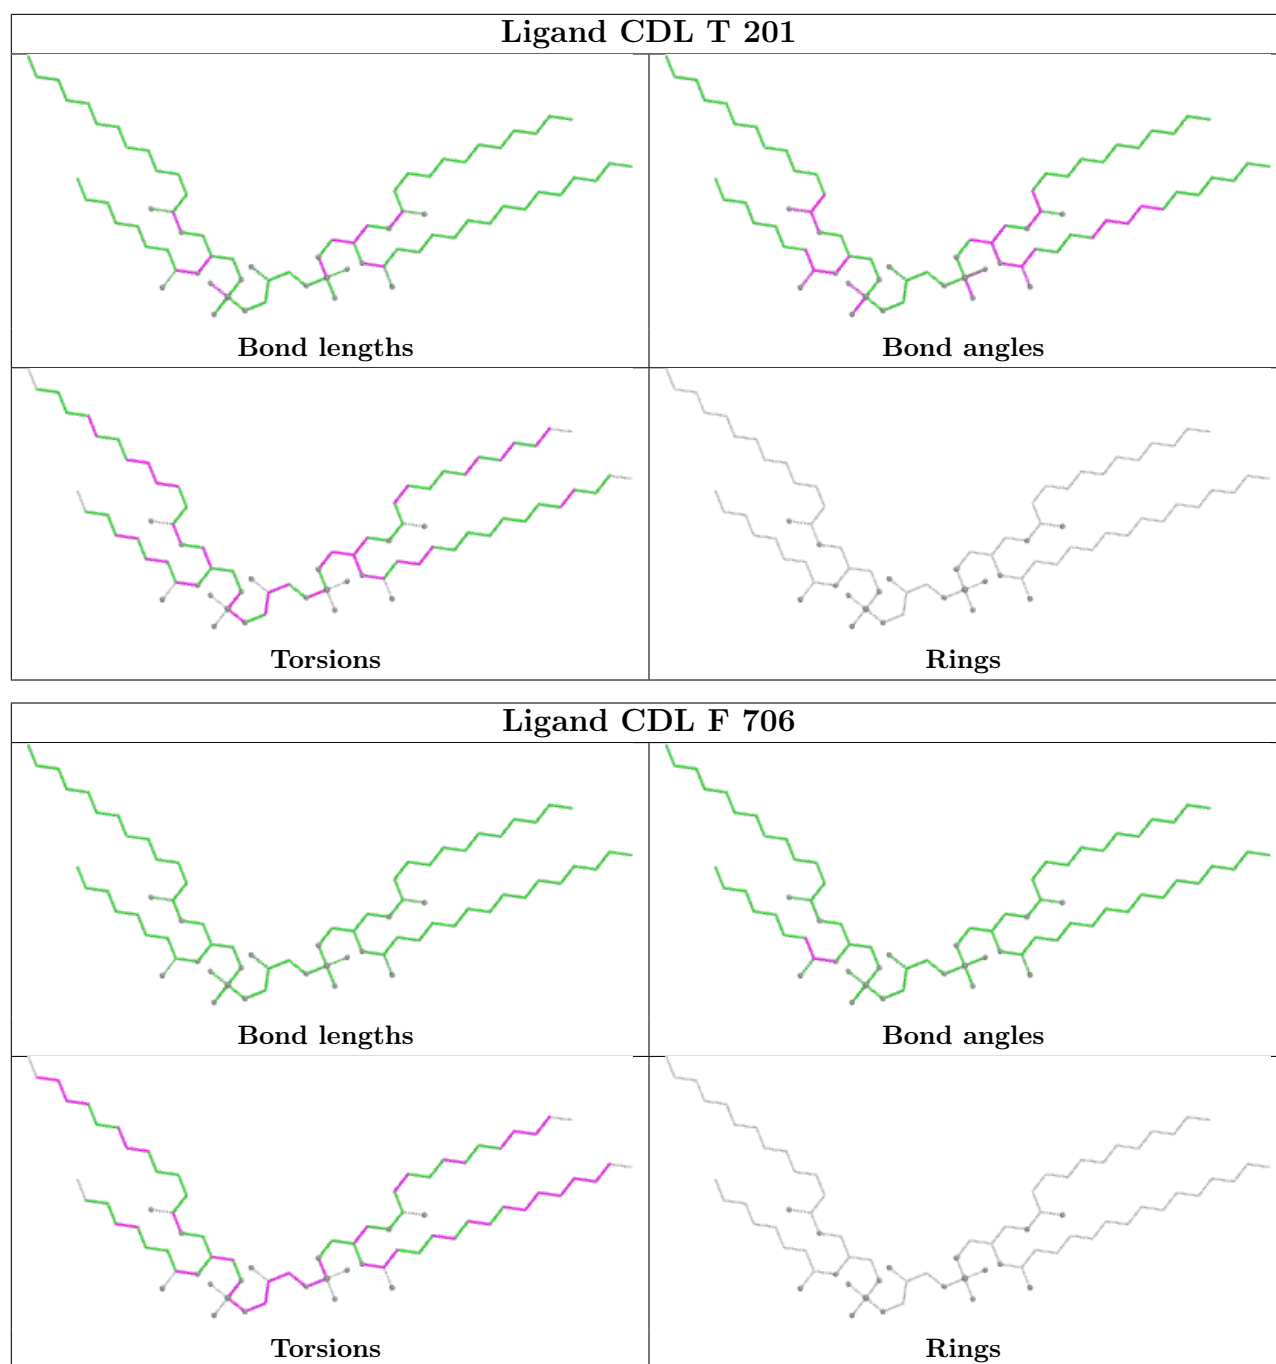 Ligand CDL T 201
Bond lengths
Bond angles
Torsions
Rings
Ligand CDL F 706
Bond lengths
Bond angles
Torsions
Rings